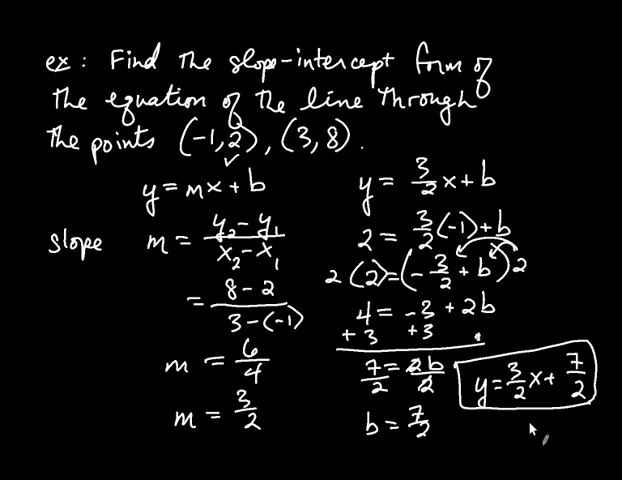 ex: Find the slope-intercept form of
the equation of the line through
the points (-1,2), (3,8).
y = mx + b
slope m = y₂-y₁ / x₂-x₁
= 8-2 / 3-(-1)
m = 6/4
m = 3/2
y = 3/2 x + b
2 = 3/2 (-1) + b
2 (2) = (-3/2 + b) 2
4 = -3 + 2b
+3 +3
7/2 = 2b/2
b = 7/2
y = 3/2 x + 7/2